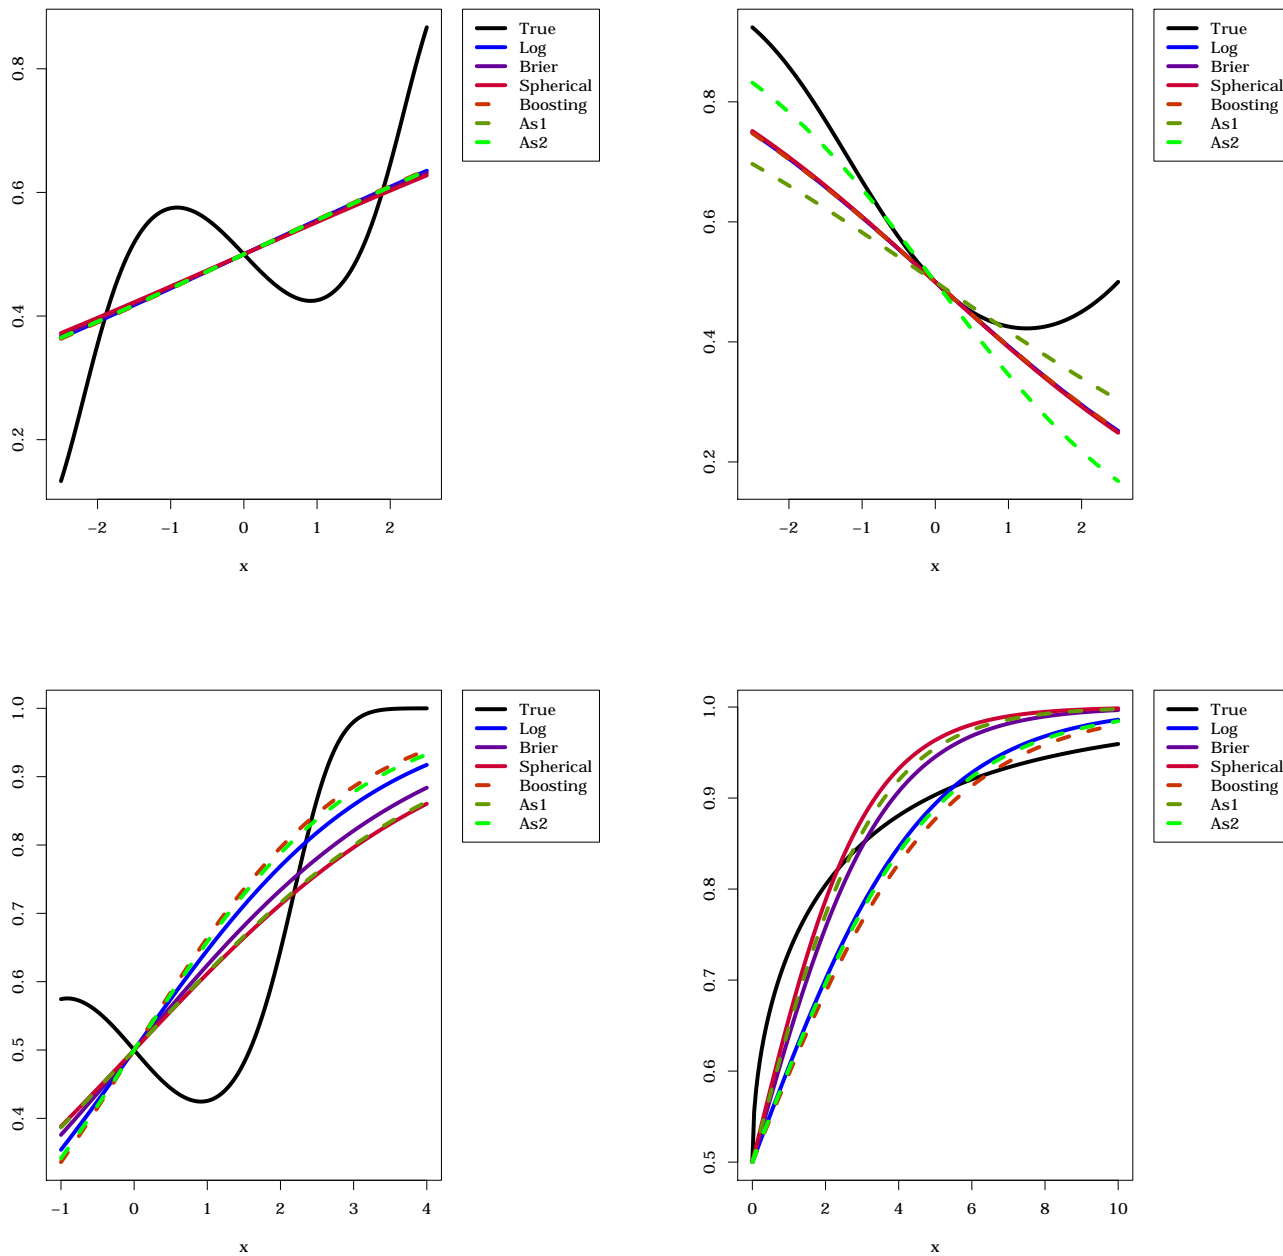 0.2 0.4 0.6 0.8
−2 −1 0 1 2
x
True
Log
Brier
Spherical
Boosting
As1
As2
0.2 0.4 0.6 0.8
−2 −1 0 1 2
x
True
Log
Brier
Spherical
Boosting
As1
As2
0.4 0.5 0.6 0.7 0.8 0.9 1.0
−1 0 1 2 3 4
x
True
Log
Brier
Spherical
Boosting
As1
As2
0.5 0.6 0.7 0.8 0.9 1.0
0 2 4 6 8 10
x
True
Log
Brier
Spherical
Boosting
As1
As2